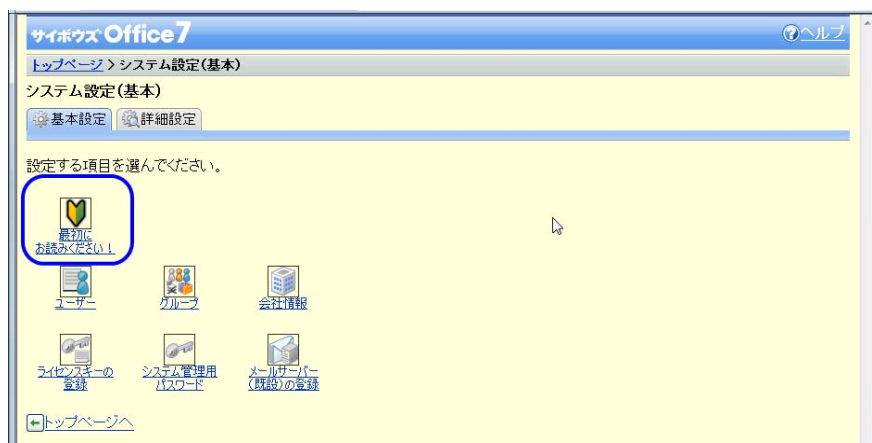 サイボウズ Office 7
ヘルプ
トップページ > システム設定(基本)
システム設定(基本)
基本設定 詳細設定
設定する項目を選んでください。
最初に
お読みください!
ユーザー グループ 会社情報
ライセンスキーの
登録
システム管理用
パスワード
メールサーバー
(既設)の登録
トップページへ